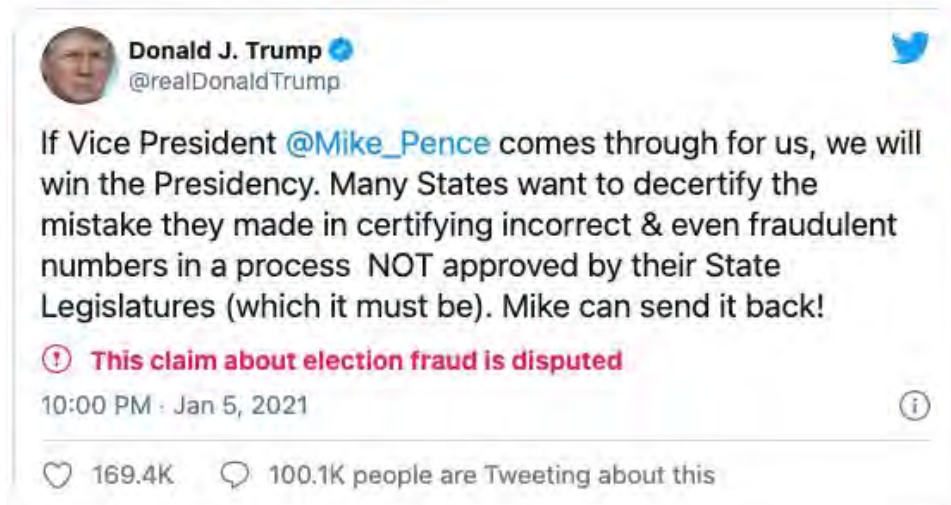 Donald J. Trump
@realDonaldTrump
If Vice President @Mike_Pence comes through for us, we will
win the Presidency. Many States want to decertify the
mistake they made in certifying incorrect & even fraudulent
numbers in a process  NOT approved by their State
Legislatures (which it must be). Mike can send it back!
This claim about election fraud is disputed
10:00 PM · Jan 5, 2021
169.4K 100.1K people are Tweeting about this